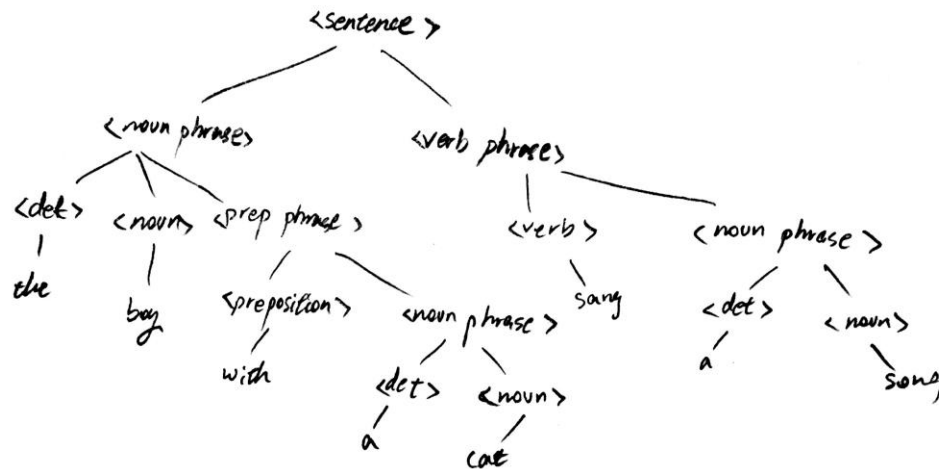 <sentence>
<noun phrase> <verb phrase>
<det> <noun> <prep phrase> <verb> <noun phrase>
the boy <preposition> <noun phrase> sang <det> <noun>
with <det> <noun> a song
a cat